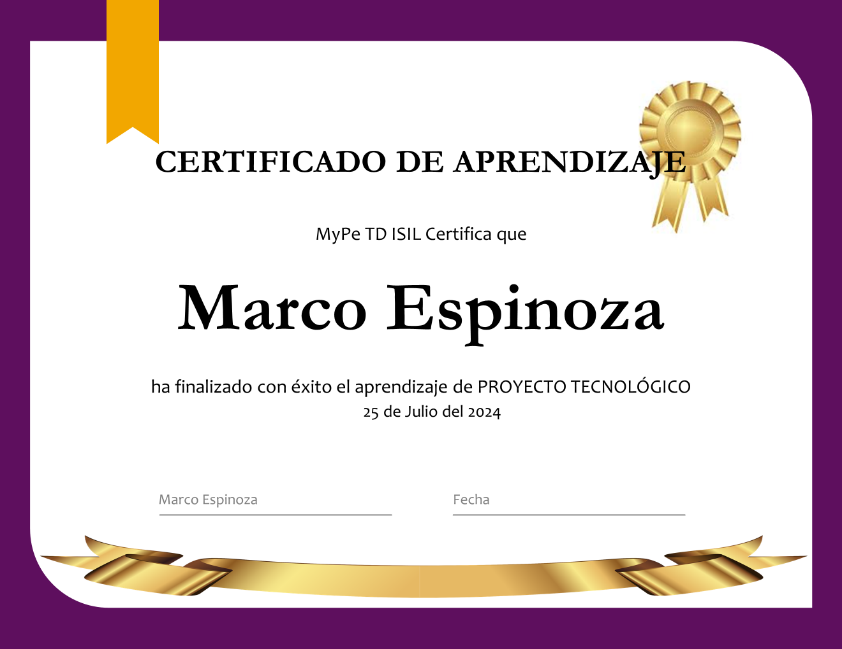 CERTIFICADO DE APRENDIZAJE
MyPe TD ISIL Certifica que
Marco Espinoza
ha finalizado con éxito el aprendizaje de PROYECTO TECNOLÓGICO
25 de Julio del 2024
Marco Espinoza
Fecha